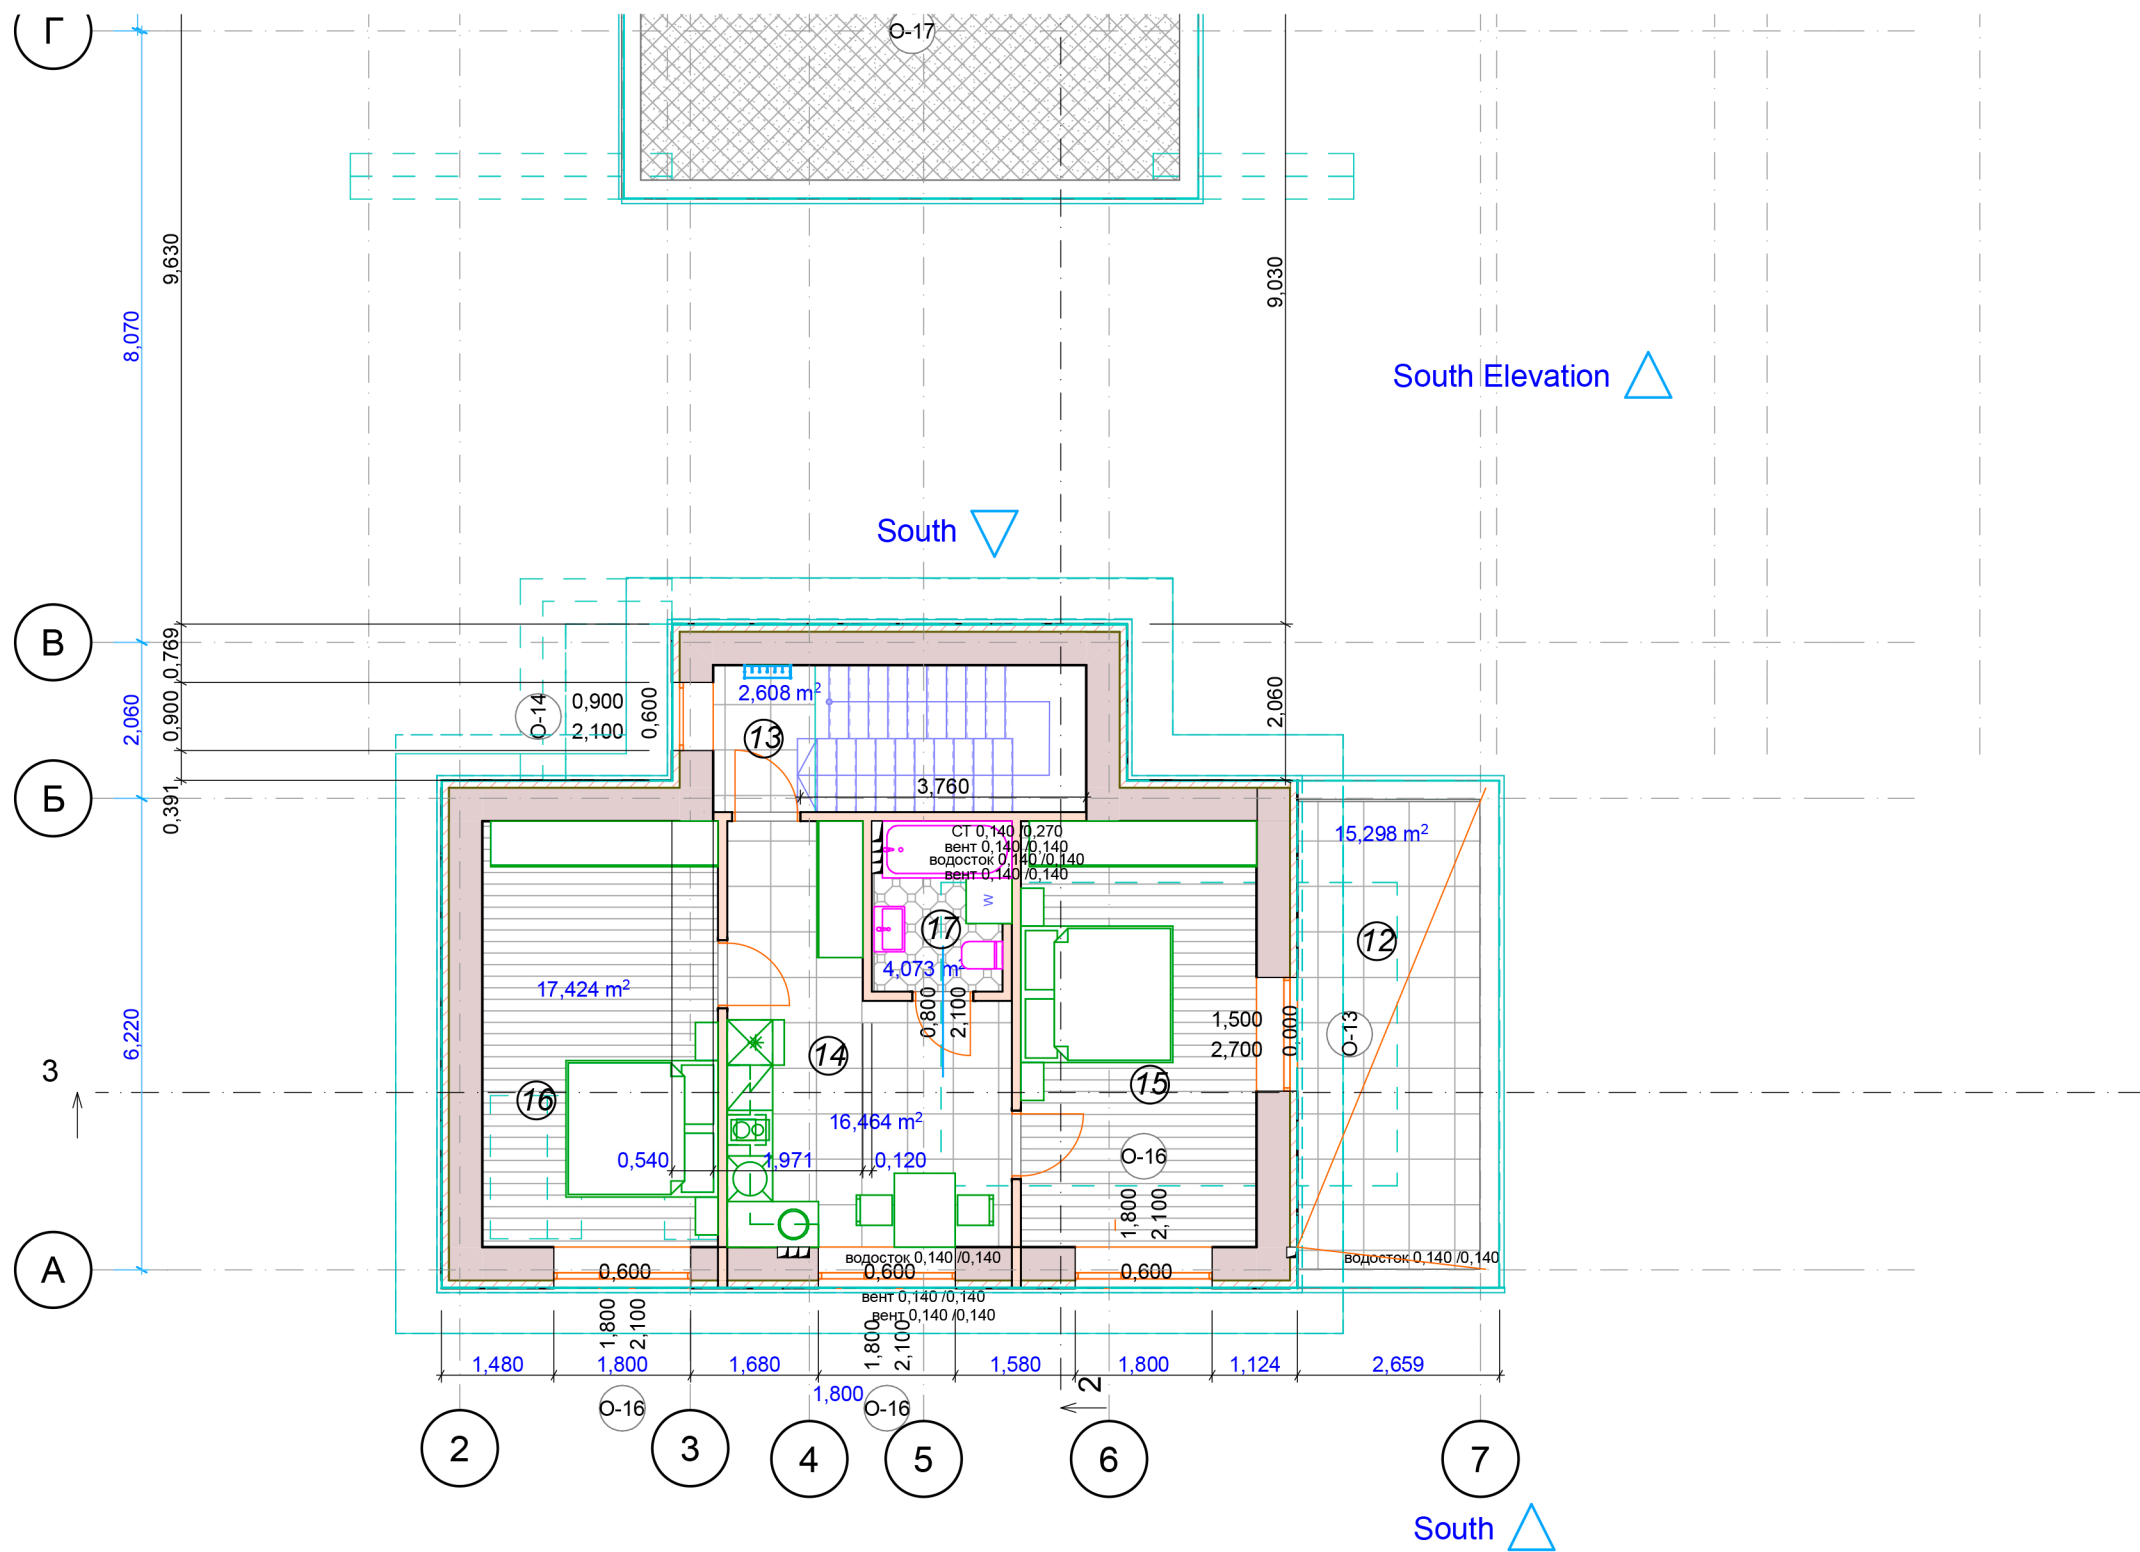 Г
О-17
9,630
9,030
8,070
South Elevation
South
В
0,769
0,900
2,060
0,391
О-14
0,900
2,100
0,600
2,608 m²
13
2,060
Б
3,760
СТ 0,140 /0,270
вент 0,140 /0,140
водосток 0,140 /0,140
вент 0,140 /0,140
15,298 m²
W
17
12
4,073 m²
17,424 m²
0,800
2,100
1,500
2,700
0,000
О-13
6,220
3
14
15
16
16,464 m²
О-16
0,540
1,971
0,120
1,800
2,100
А
водосток 0,140 /0,140
водосток 0,140 /0,140
0,600
0,600
0,600
вент 0,140 /0,140
вент 0,140 /0,140
1,800
2,100
1,800
2,100
1,480
1,800
1,680
1,800
1,580
1,800
1,124
2,659
2
О-16
О-16
2
3
4
5
6
7
South